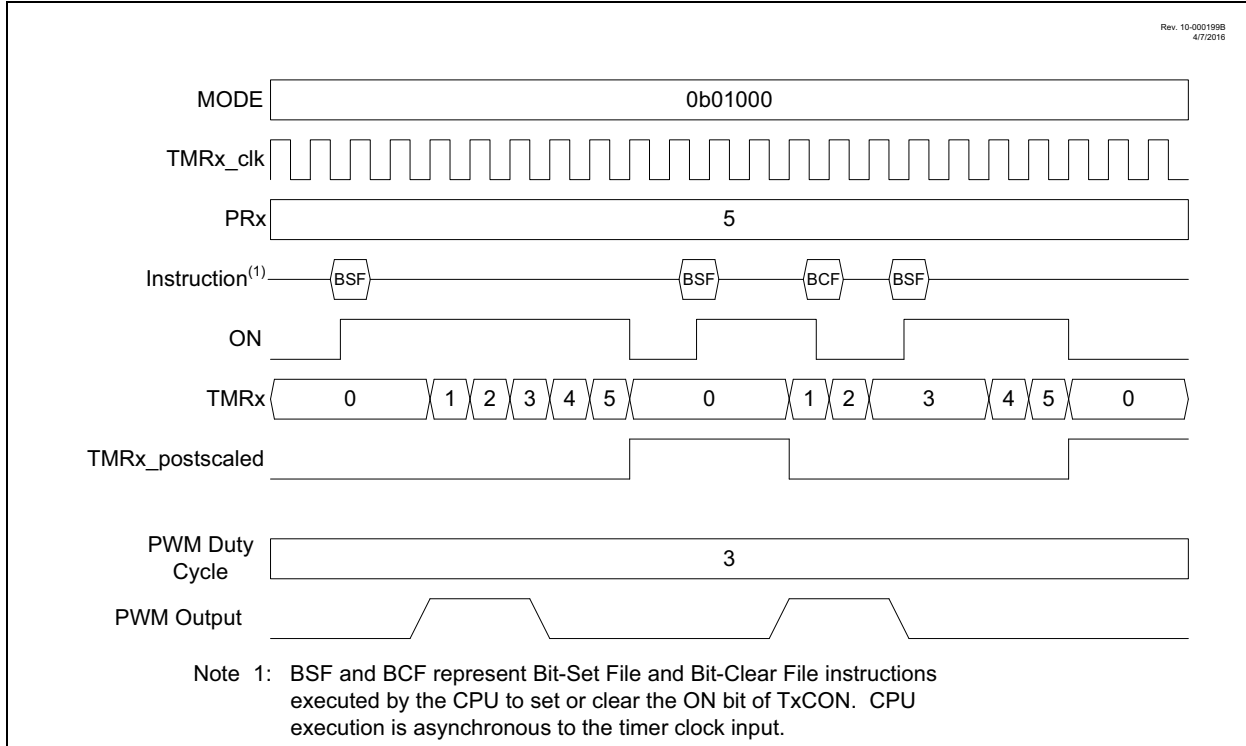 Rev. 10-000199B
4/7/2016
MODE 0b01000
TMRx_clk
PRx 5
Instruction(1) BSF BSF BCF BSF
ON
TMRx 0 1 2 3 4 5 0 1 2 3 4 5 0
TMRx_postscaled
PWM Duty
Cycle 3
PWM Output
Note 1: BSF and BCF represent Bit-Set File and Bit-Clear File instructions
executed by the CPU to set or clear the ON bit of TxCON. CPU
execution is asynchronous to the timer clock input.